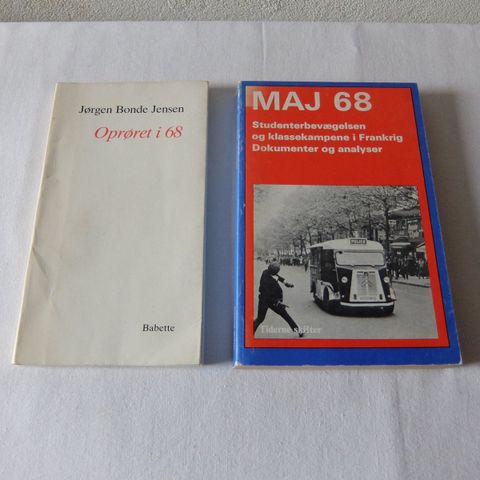 Jørgen Bonde Jensen
Oprøret i 68
Babette
MAJ 68
Studenterbevægelsen
og klassekampene i Frankrig
Dokumenter og analyser
POLICE
Tiderne skifter